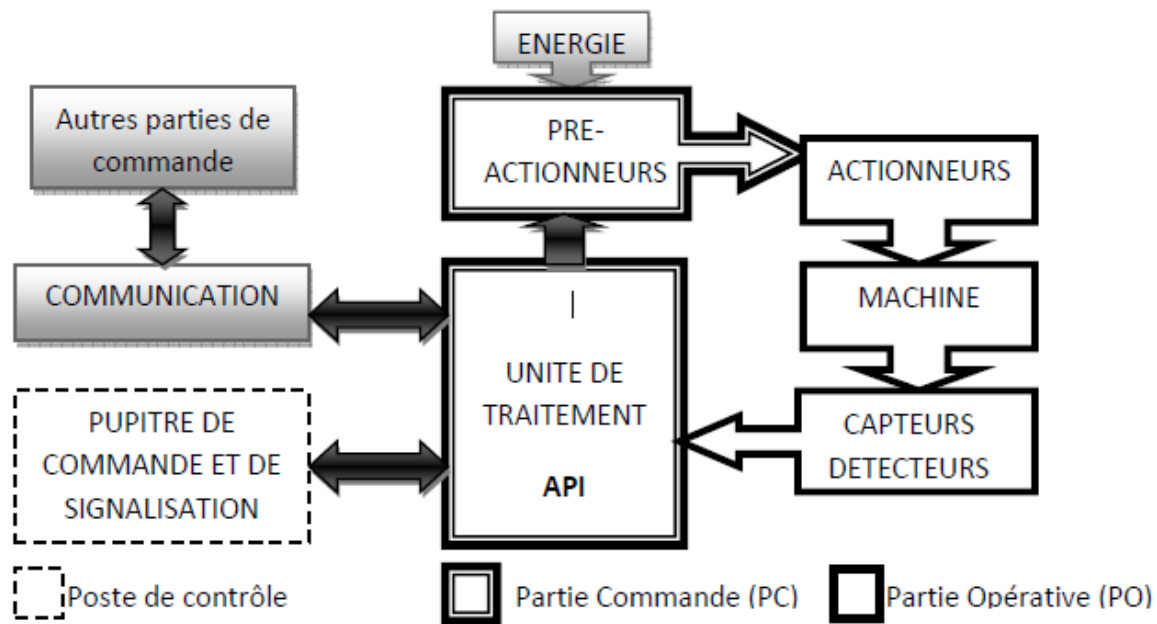 ENERGIE
Autres parties de
commande
PRE-
ACTIONNEURS
ACTIONNEURS
COMMUNICATION
MACHINE
|
UNITE DE
TRAITEMENT
API
PUPITRE DE
COMMANDE ET DE
SIGNALISATION
CAPTEURS
DETECTEURS
Poste de contrôle
Partie Commande (PC)
Partie Opérative (PO)